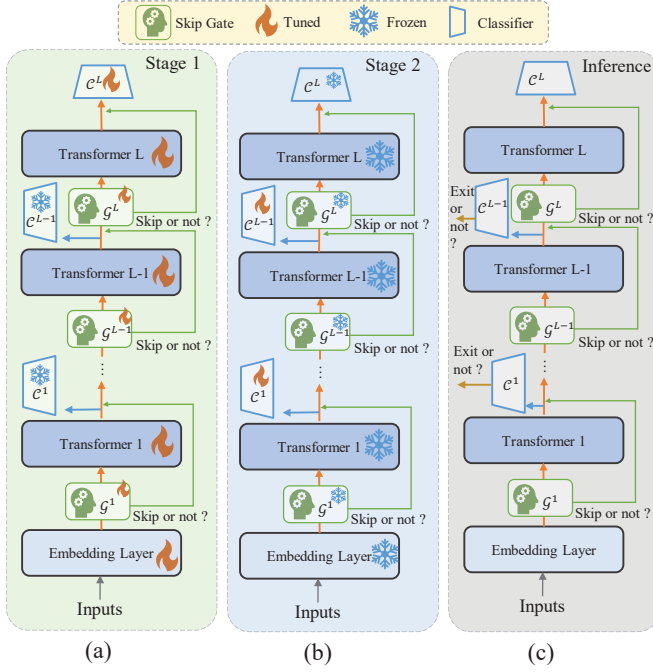 Skip Gate Tuned Frozen Classifier
Stage 1
𝒞^L
Transformer L
𝒞^{L-1}
𝒢^L
Skip or not ?
Transformer L-1
𝒢^{L-1}
Skip or not ?
⋮
𝒞^1
Transformer 1
𝒢^1
Skip or not ?
Embedding Layer
Inputs
(a)
Stage 2
𝒞^L
Transformer L
𝒞^{L-1}
𝒢^L
Skip or not ?
Transformer L-1
𝒢^{L-1}
Skip or not ?
⋮
𝒞^1
Transformer 1
𝒢^1
Skip or not ?
Embedding Layer
Inputs
(b)
Inference
𝒞^L
Transformer L
Exit
or
not
?
𝒞^{L-1}
𝒢^L
Skip or not ?
Transformer L-1
𝒢^{L-1}
Skip or not ?
⋮
Exit or
not ?
𝒞^1
Transformer 1
𝒢^1
Skip or not ?
Embedding Layer
Inputs
(c)